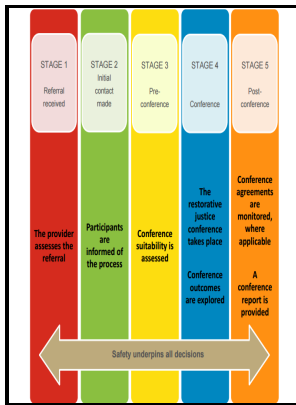 STAGE 1
Referral
received
The provider
assesses the
referral
STAGE 2
Initial
contact
made
Participants
are
informed of
the process
STAGE 3
Pre-
conference
Conference
suitability is
assessed
STAGE 4
Conference
The
restorative
justice
conference
takes place
Conference
outcomes
are explored
STAGE 5
Post-
conference
Conference
agreements
are
monitored,
where
applicable
A
conference
report is
provided
Safety underpins all decisions